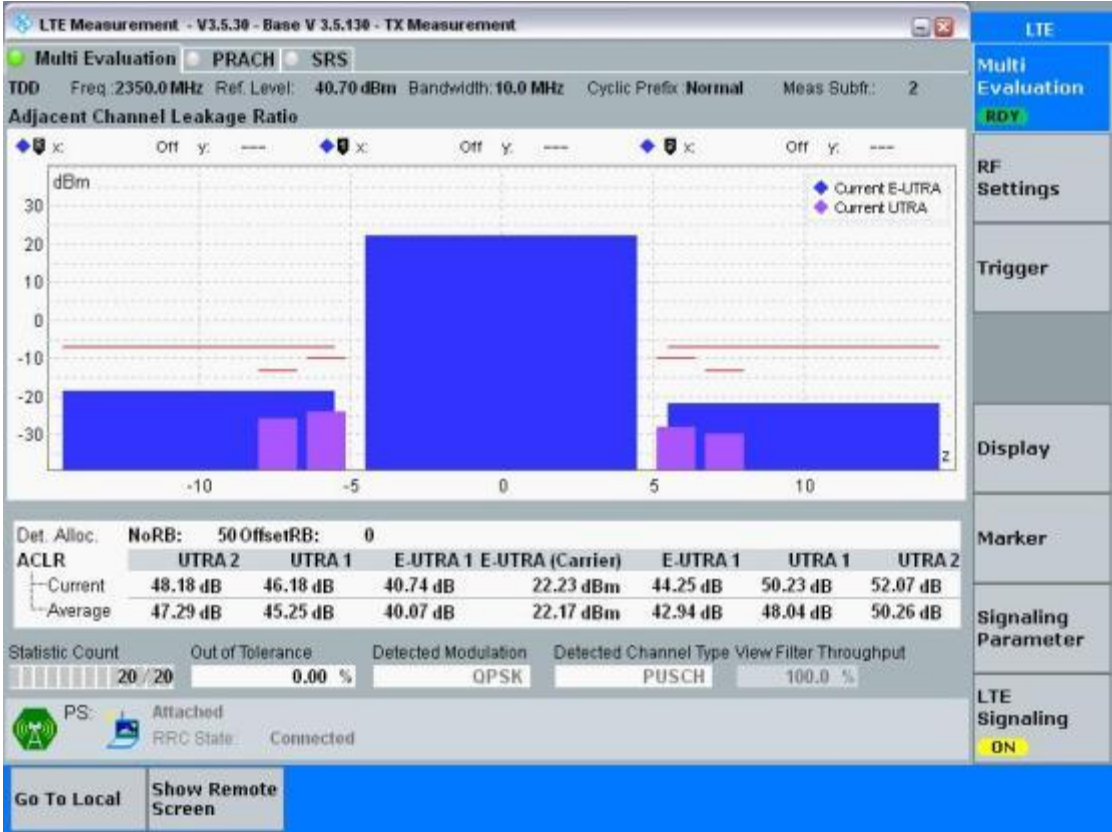 LTE Measurement - V3.5.30 - Base V 3.5.130 - TX Measurement
Multi Evaluation PRACH SRS
TDD Freq.:2350.0 MHz Ref. Level: 40.70 dBm Bandwidth: 10.0 MHz Cyclic Prefix :Normal Meas Subfr.: 2
Adjacent Channel Leakage Ratio
x: Off y: --- x: Off y: --- x: Off y: ---
dBm
Current E-UTRA
Current UTRA
30
20
10
0
-10
-20
-30
z
-10 -5 0 5 10
Det. Alloc. NoRB: 50 OffsetRB: 0
ACLR UTRA 2 UTRA 1 E-UTRA 1 E-UTRA (Carrier) E-UTRA 1 UTRA 1 UTRA 2
Current 48.18 dB 46.18 dB 40.74 dB 22.23 dBm 44.25 dB 50.23 dB 52.07 dB
Average 47.29 dB 45.25 dB 40.07 dB 22.17 dBm 42.94 dB 48.04 dB 50.26 dB
Statistic Count Out of Tolerance Detected Modulation Detected Channel Type View Filter Throughput
20 / 20 0.00 % QPSK PUSCH 100.0 %
PS: Attached
RRC State: Connected
Go To Local
Show Remote
Screen
LTE
Multi
Evaluation
RDY
RF
Settings
Trigger
Display
Marker
Signaling
Parameter
LTE
Signaling
ON